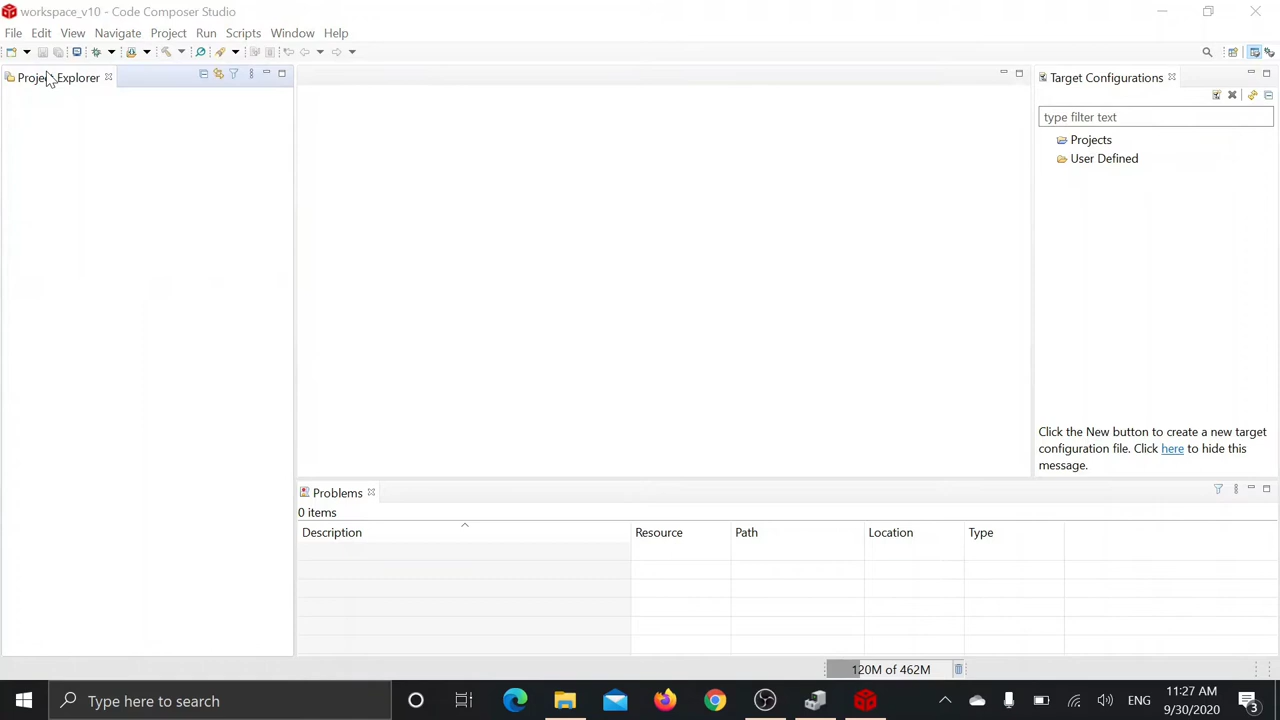 workspace_v10 - Code Composer Studio
File Edit View Navigate Project Run Scripts Window Help
Project Explorer
Target Configurations
type filter text
Projects
User Defined
Click the New button to create a new target
configuration file. Click here to hide this
message.
Problems
0 items
Description Resource Path Location Type
120M of 462M
Type here to search
ENG
11:27 AM
9/30/2020
3